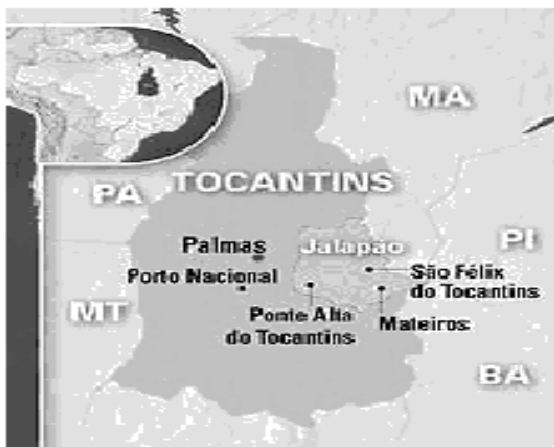 MA
PA
TOCANTINS
Palmas
Jalapão
PI
Porto Nacional
São Félix
do Tocantins
MT
Ponte Alta
do Tocantins
Mateiros
BA